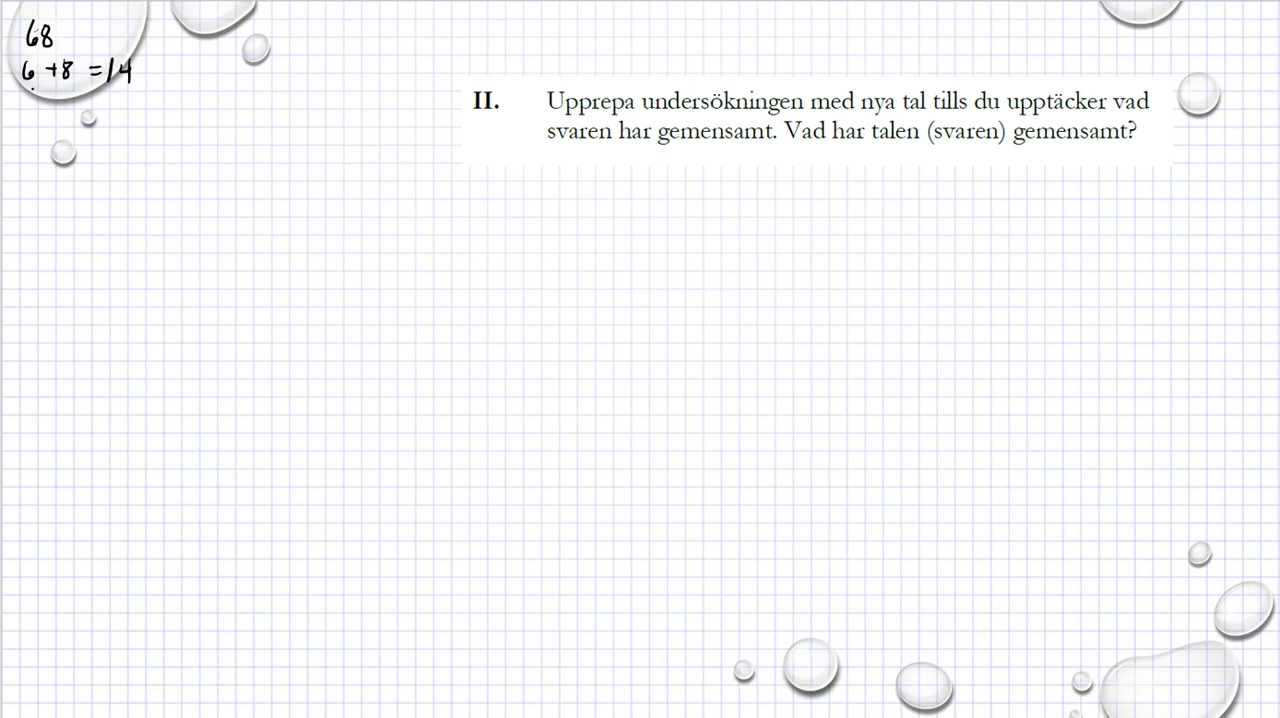 68
6 +8 =14
II. Upprepa undersökningen med nya tal tills du upptäcker vad
svaren har gemensamt. Vad har talen (svaren) gemensamt?